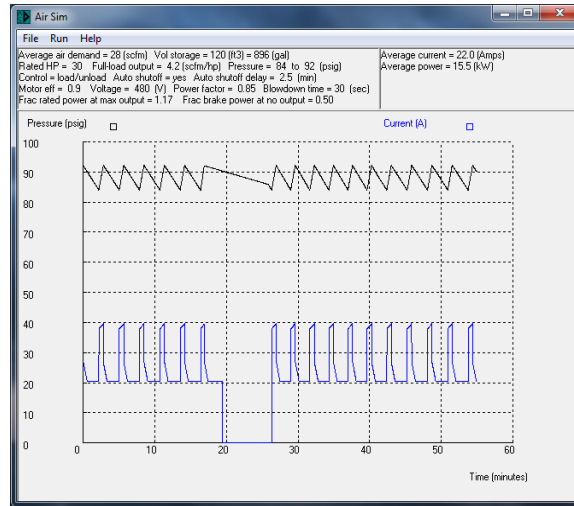 Air Sim
File Run Help
Average air demand = 28 (scfm) Vol storage = 120 (ft3) = 896 (gal)
Rated HP = 30 Full-load output = 4.2 (scfm/hp) Pressure = 84 to 92 (psig)
Control = load/unload Auto shutoff = yes Auto shutoff delay = 2.5 (min)
Motor eff = 0.9 Voltage = 480 (V) Power factor = 0.85 Blowdown time = 30 (sec)
Frac rated power at max output = 1.17 Frac brake power at no output = 0.50
Average current = 22.0 (Amps)
Average power = 15.5 (kW)
Pressure (psig)
Current (A)
100
90
80
70
60
50
40
30
20
10
0
0 10 20 30 40 50 60
Time (minutes)